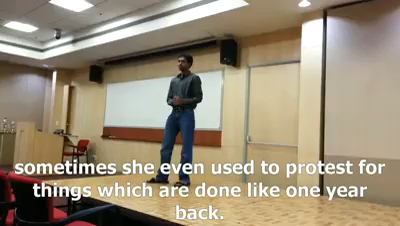 sometimes she even used to protest for
things which are done like one year
back.